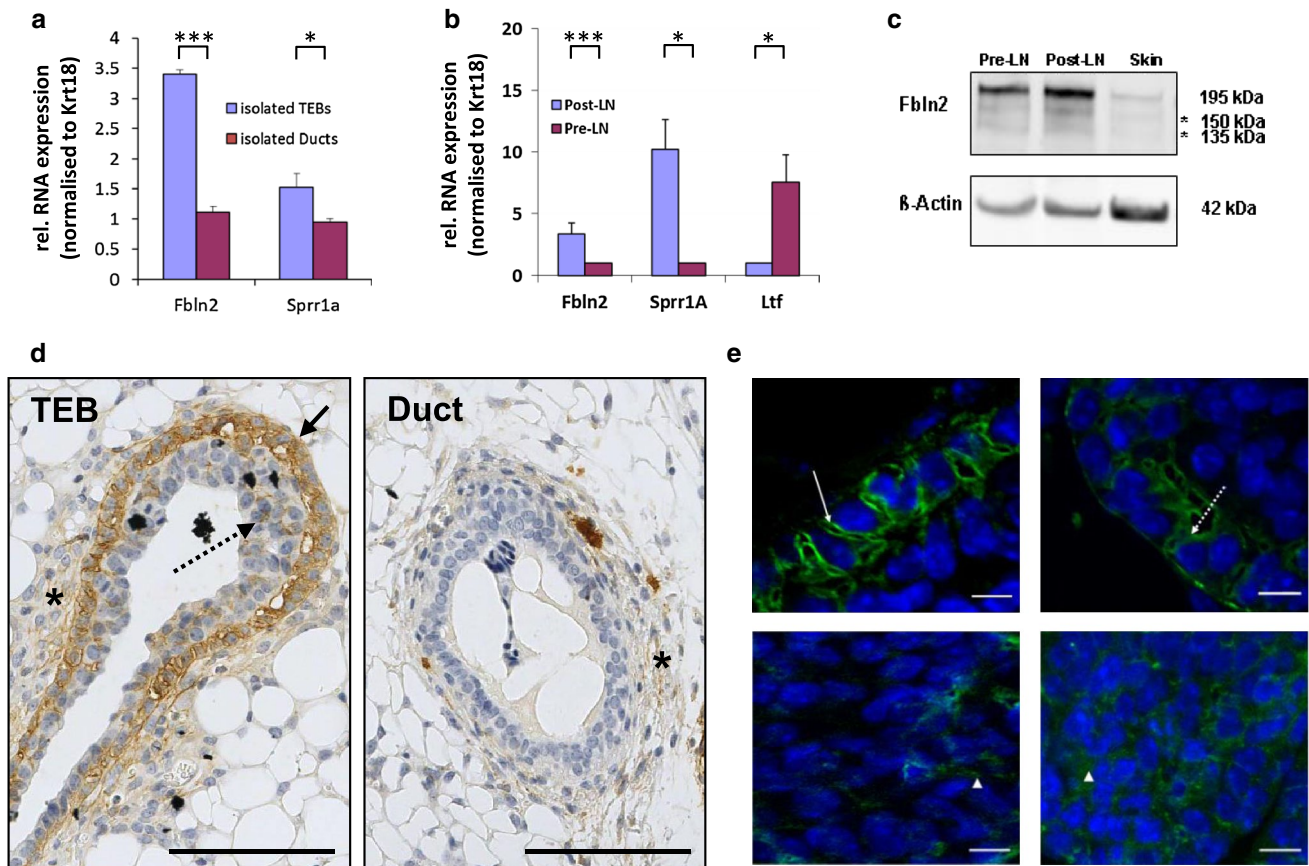 a
rel. RNA expression
(normalised to Krt18)
4
3.5
3
2.5
2
1.5
1
0.5
0
***
*
isolated TEBs
isolated Ducts
Fbln2
Sprr1a
b
rel. RNA expression
(normalised to Krt18)
20
15
10
5
0
***
*
*
Post-LN
Pre-LN
Fbln2
Sprr1A
Ltf
c
Pre-LN Post-LN Skin
Fbln2
195 kDa
* 150 kDa
* 135 kDa
ß-Actin
42 kDa
d
TEB
*
Duct
*
e